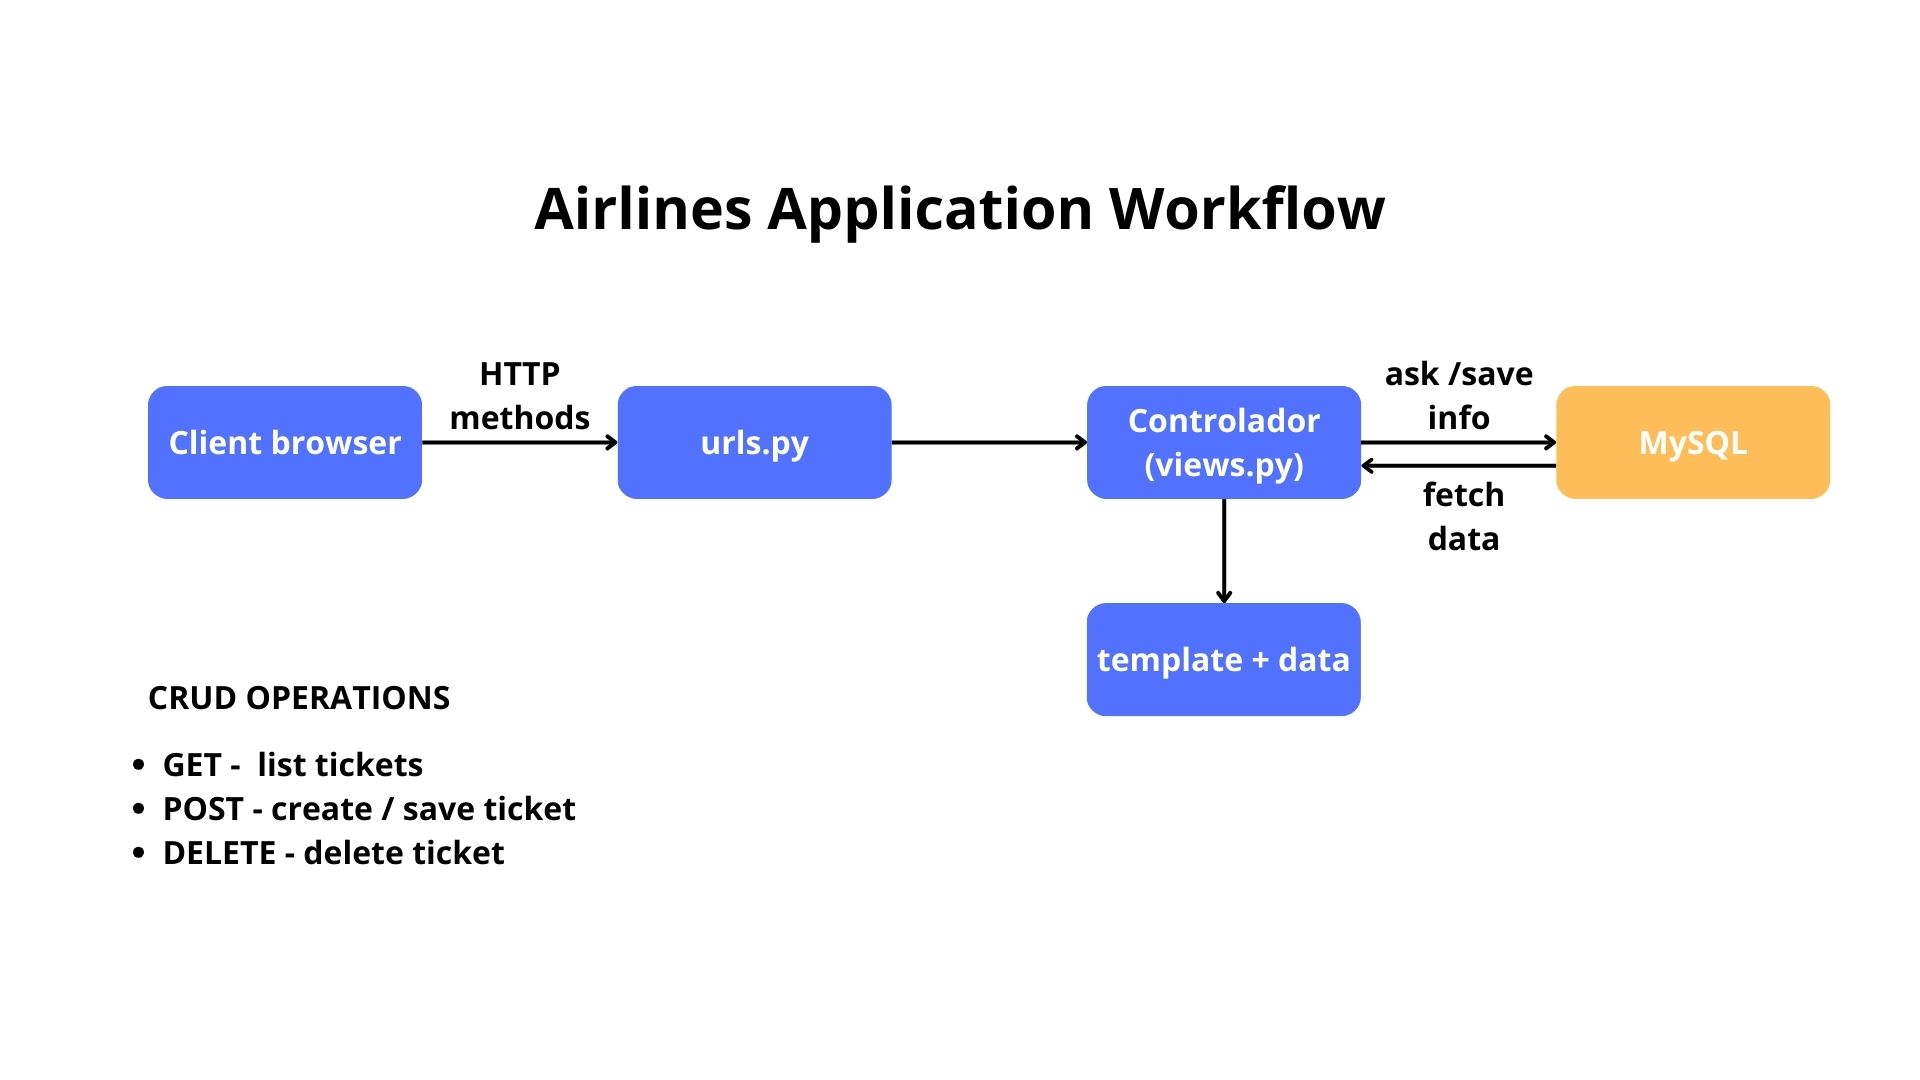 Airlines Application Workflow
HTTP
methods
ask /save
info
Client browser
urls.py
Controlador
(views.py)
MySQL
fetch
data
template + data
CRUD OPERATIONS
• GET -  list tickets
• POST - create / save ticket
• DELETE - delete ticket